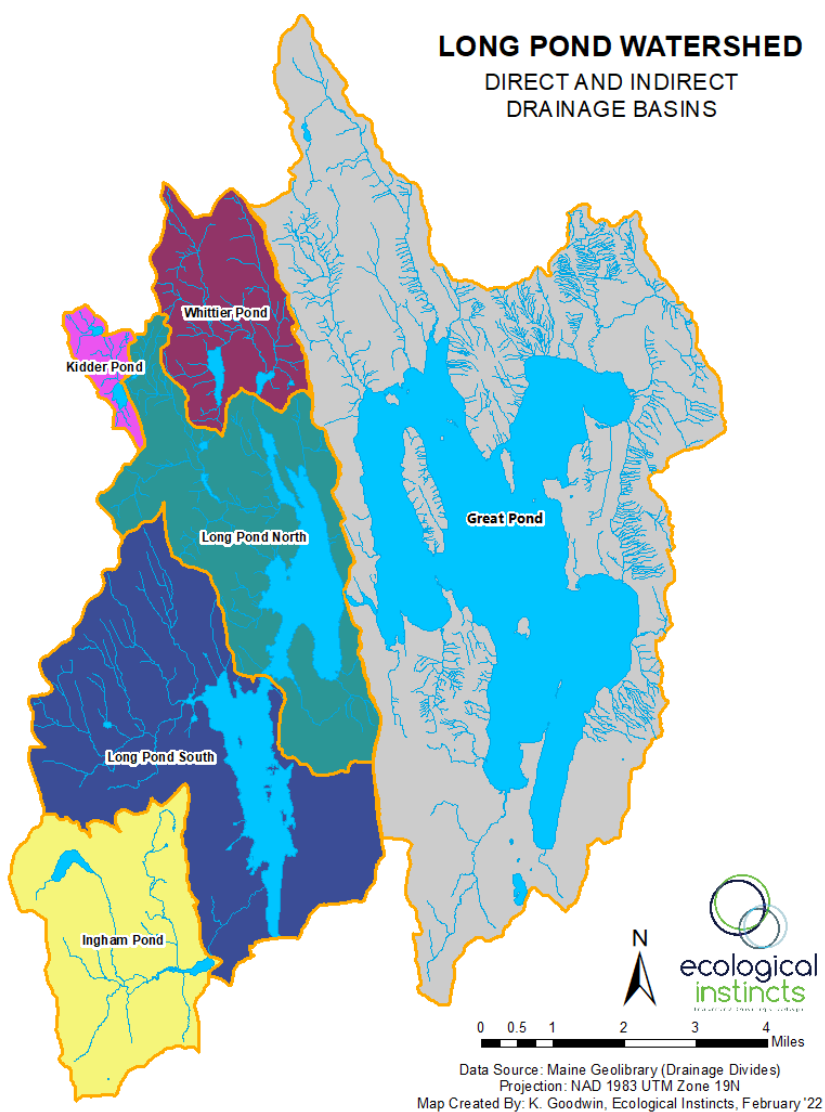 LONG POND WATERSHED
DIRECT AND INDIRECT
DRAINAGE BASINS
Whittier Pond
Kidder Pond
Great Pond
Long Pond North
Long Pond South
Ingham Pond
N
ecological
instincts
0 0.5 1 2 3 4
Miles
Data Source: Maine Geolibrary (Drainage Divides)
Projection: NAD 1983 UTM Zone 19N
Map Created By: K. Goodwin, Ecological Instincts, February '22